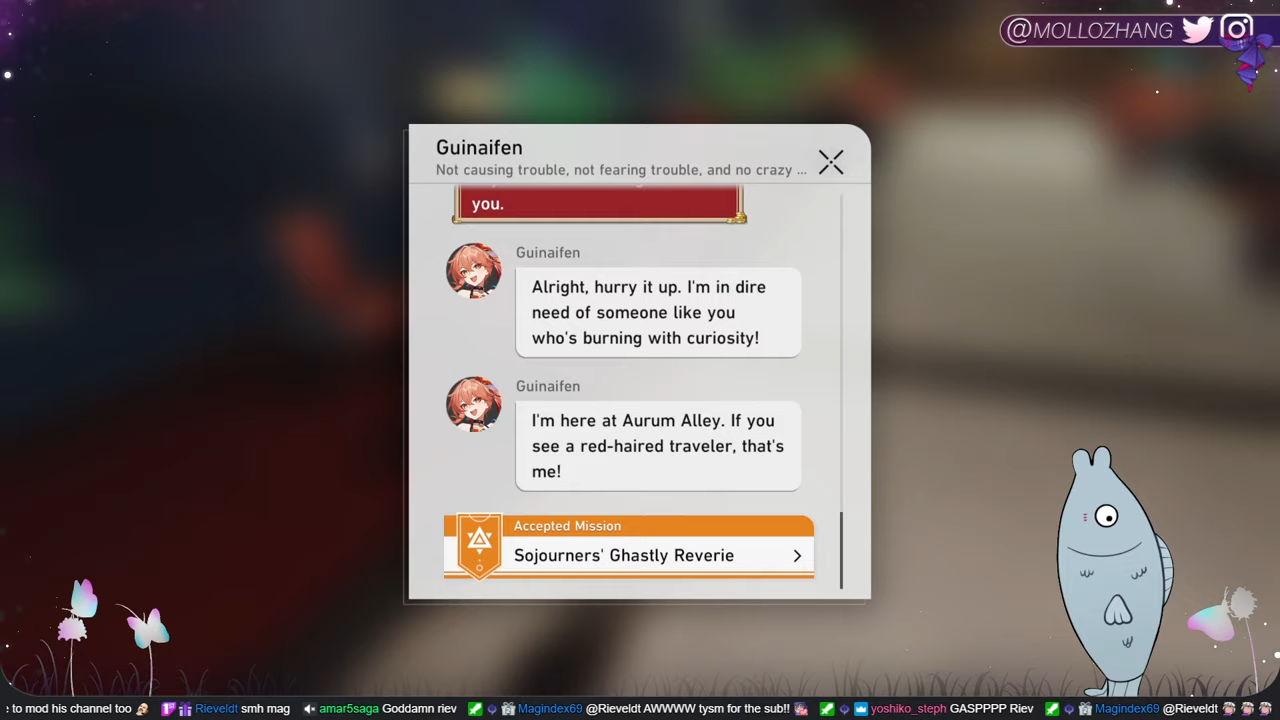 @MOLLOZHANG
Guinaifen
Not causing trouble, not fearing trouble, and no crazy ...
you.
Guinaifen
Alright, hurry it up. I'm in dire
need of someone like you
who's burning with curiosity!
Guinaifen
I'm here at Aurum Alley. If you
see a red-haired traveler, that's
me!
Accepted Mission
Sojourners' Ghastly Reverie
: to mod his channel too Rieveldt smh mag amar5saga Goddamn riev Magindex69 @Rieveldt AWWWW tysm for the sub!! yoshiko_steph GASPPPP Riev Magindex69 @Rieveldt